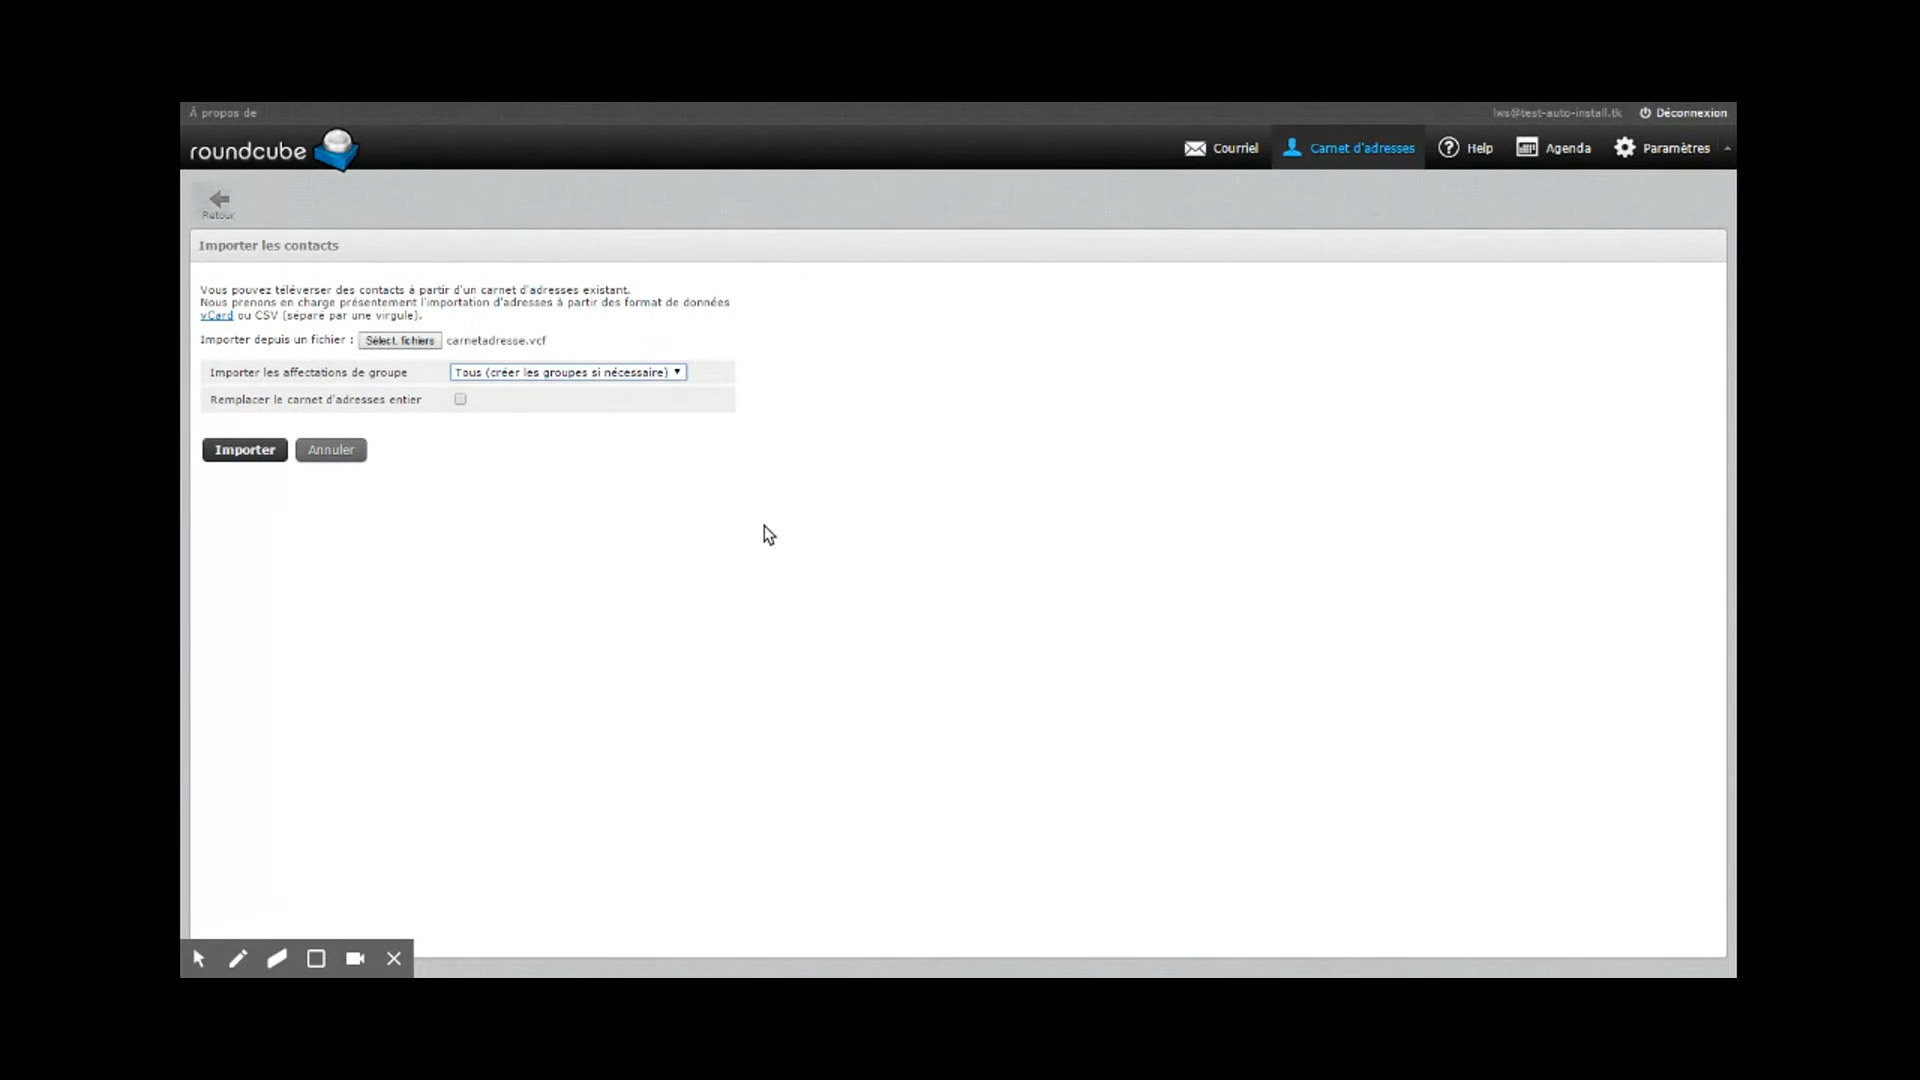 À propos de
lws@test-auto-install.tk
Déconnexion
roundcube
Courriel
Carnet d'adresses
Help
Agenda
Paramètres
Retour
Importer les contacts
Vous pouvez téléverser des contacts à partir d'un carnet d'adresses existant.
Nous prenons en charge présentement l'importation d'adresses à partir des format de données
vCard ou CSV (séparé par une virgule).
Importer depuis un fichier : Sélect. fichiers carnetadresse.vcf
Importer les affectations de groupe Tous (créer les groupes si nécessaire)
Remplacer le carnet d'adresses entier
Importer Annuler